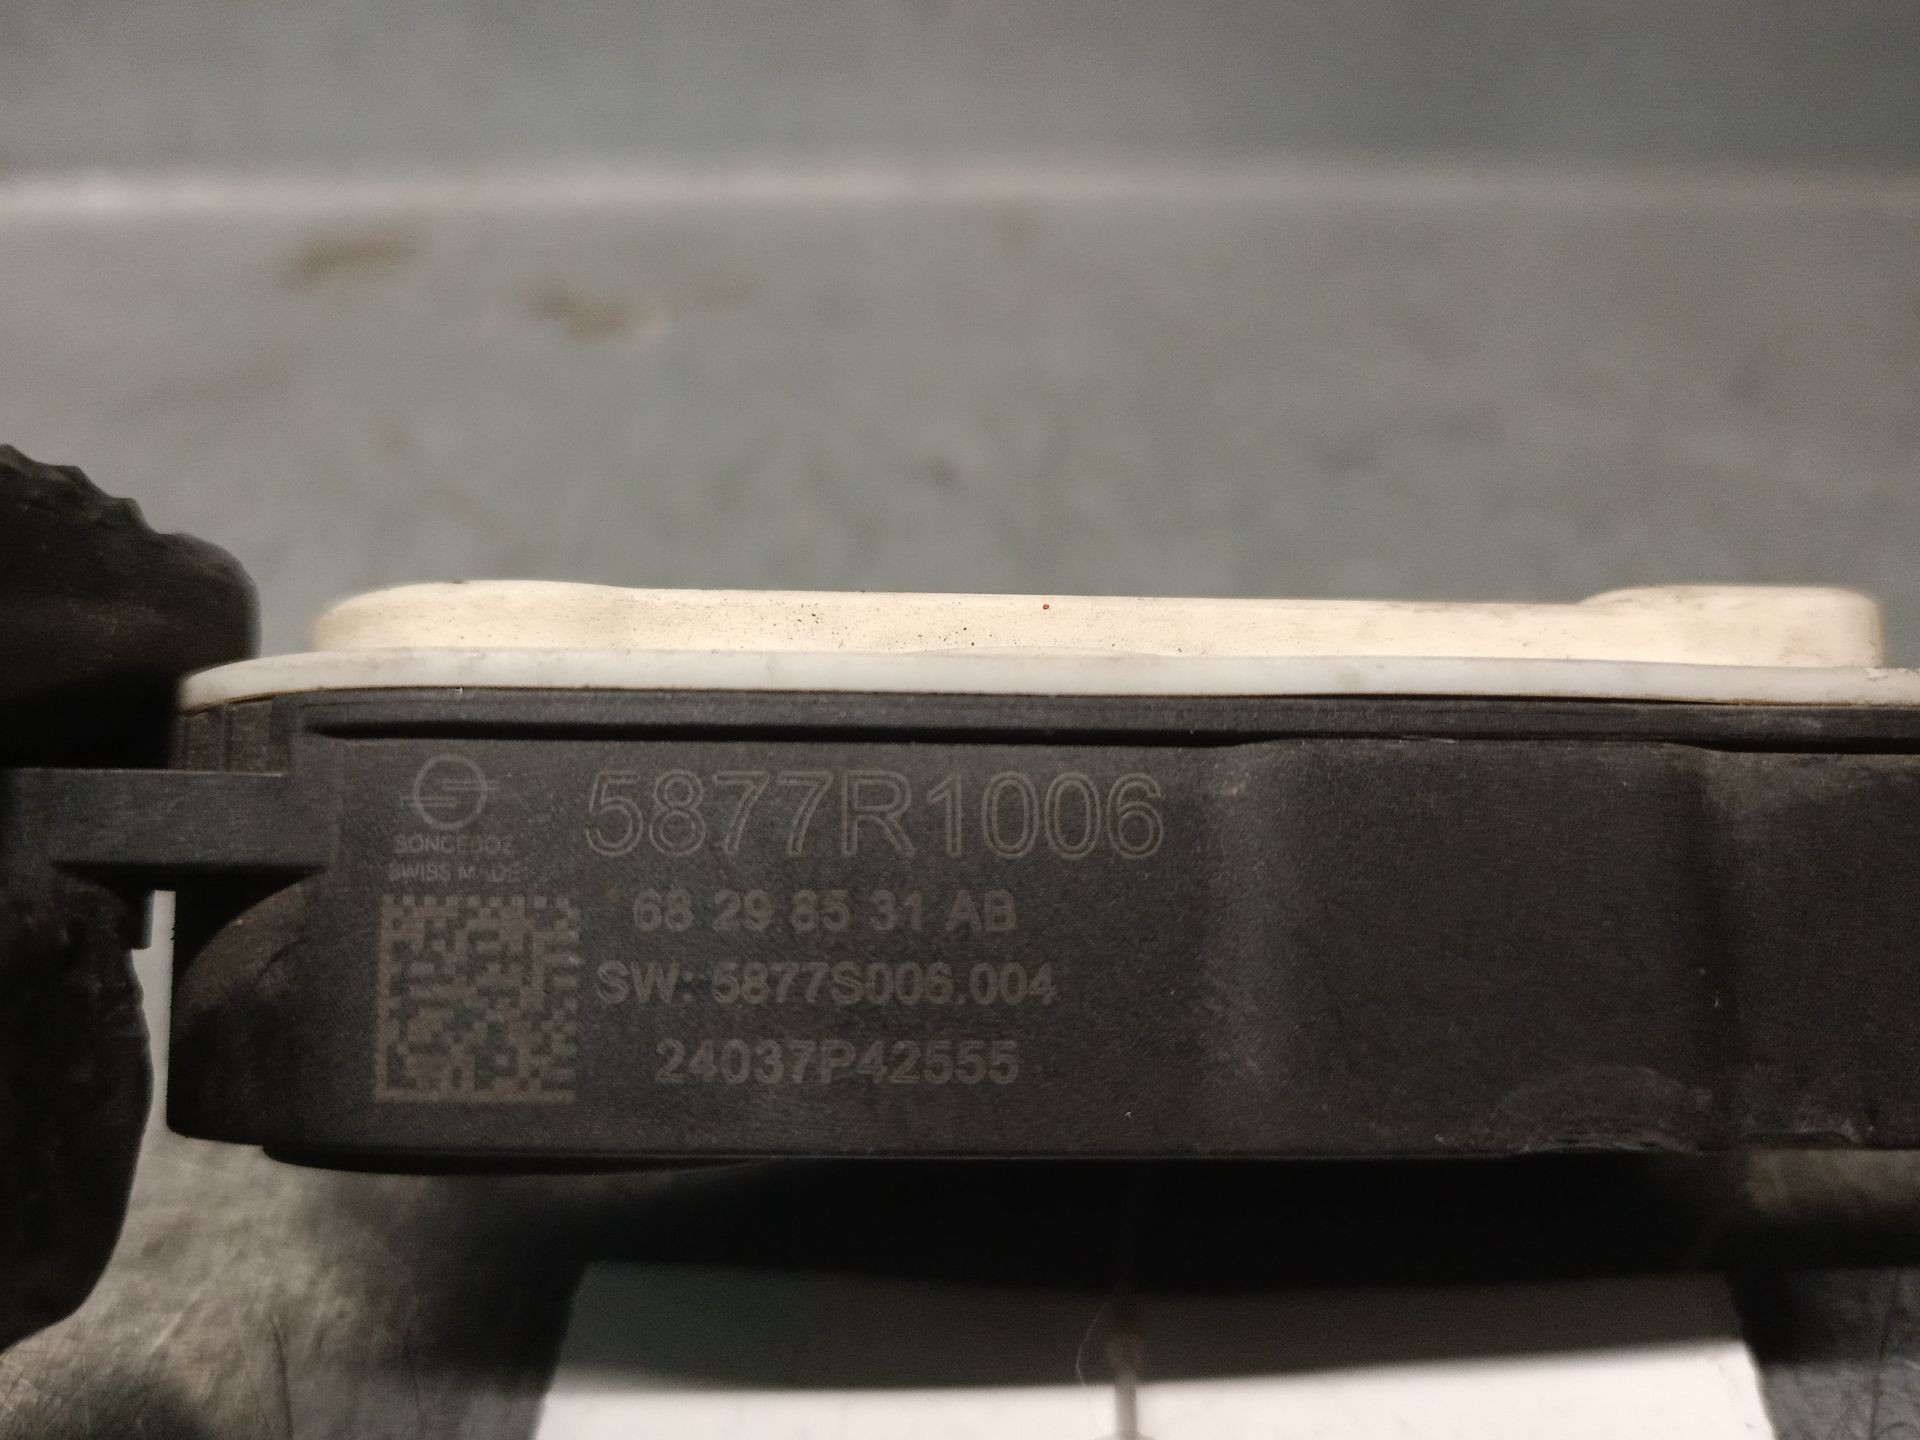 5877R1006
SONCEBOZ
SWISS MADE
68 29 85 31 AB
SW: 5877S006.004
24037P42555